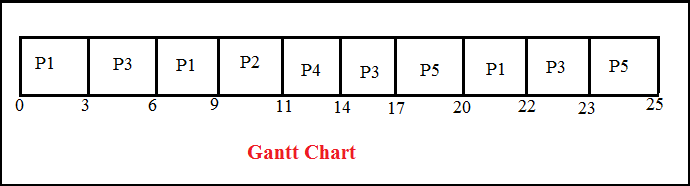 P1 P3 P1 P2 P4 P3 P5 P1 P3 P5
0 3 6 9 11 14 17 20 22 23 25
Gantt Chart